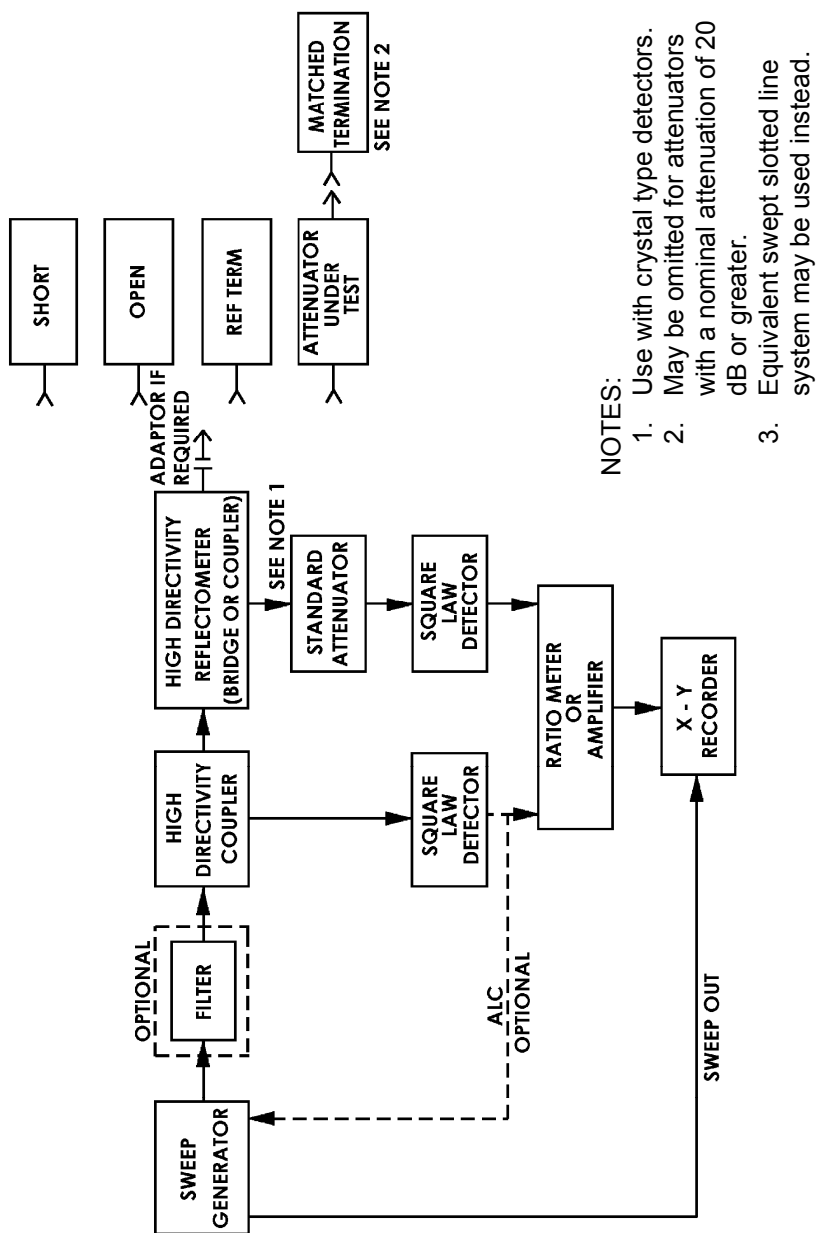 SWEEP
GENERATOR
OPTIONAL
FILTER
HIGH
DIRECTIVITY
COUPLER
HIGH DIRECTIVITY
REFLECTOMETER
(BRIDGE OR COUPLER)
ADAPTOR IF
REQUIRED
SHORT
OPEN
REF TERM
ATTENUATOR
UNDER
TEST
MATCHED
TERMINATION
SEE NOTE 2
SEE NOTE 1
STANDARD
ATTENUATOR
SQUARE
LAW
DETECTOR
SQUARE
LAW
DETECTOR
ALC
OPTIONAL
RATIO METER
OR
AMPLIFIER
X - Y
RECORDER
SWEEP OUT
NOTES:
1. Use with crystal type detectors.
2. May be omitted for attenuators
with a nominal attenuation of 20
dB or greater.
3. Equivalent swept slotted line
system may be used instead.